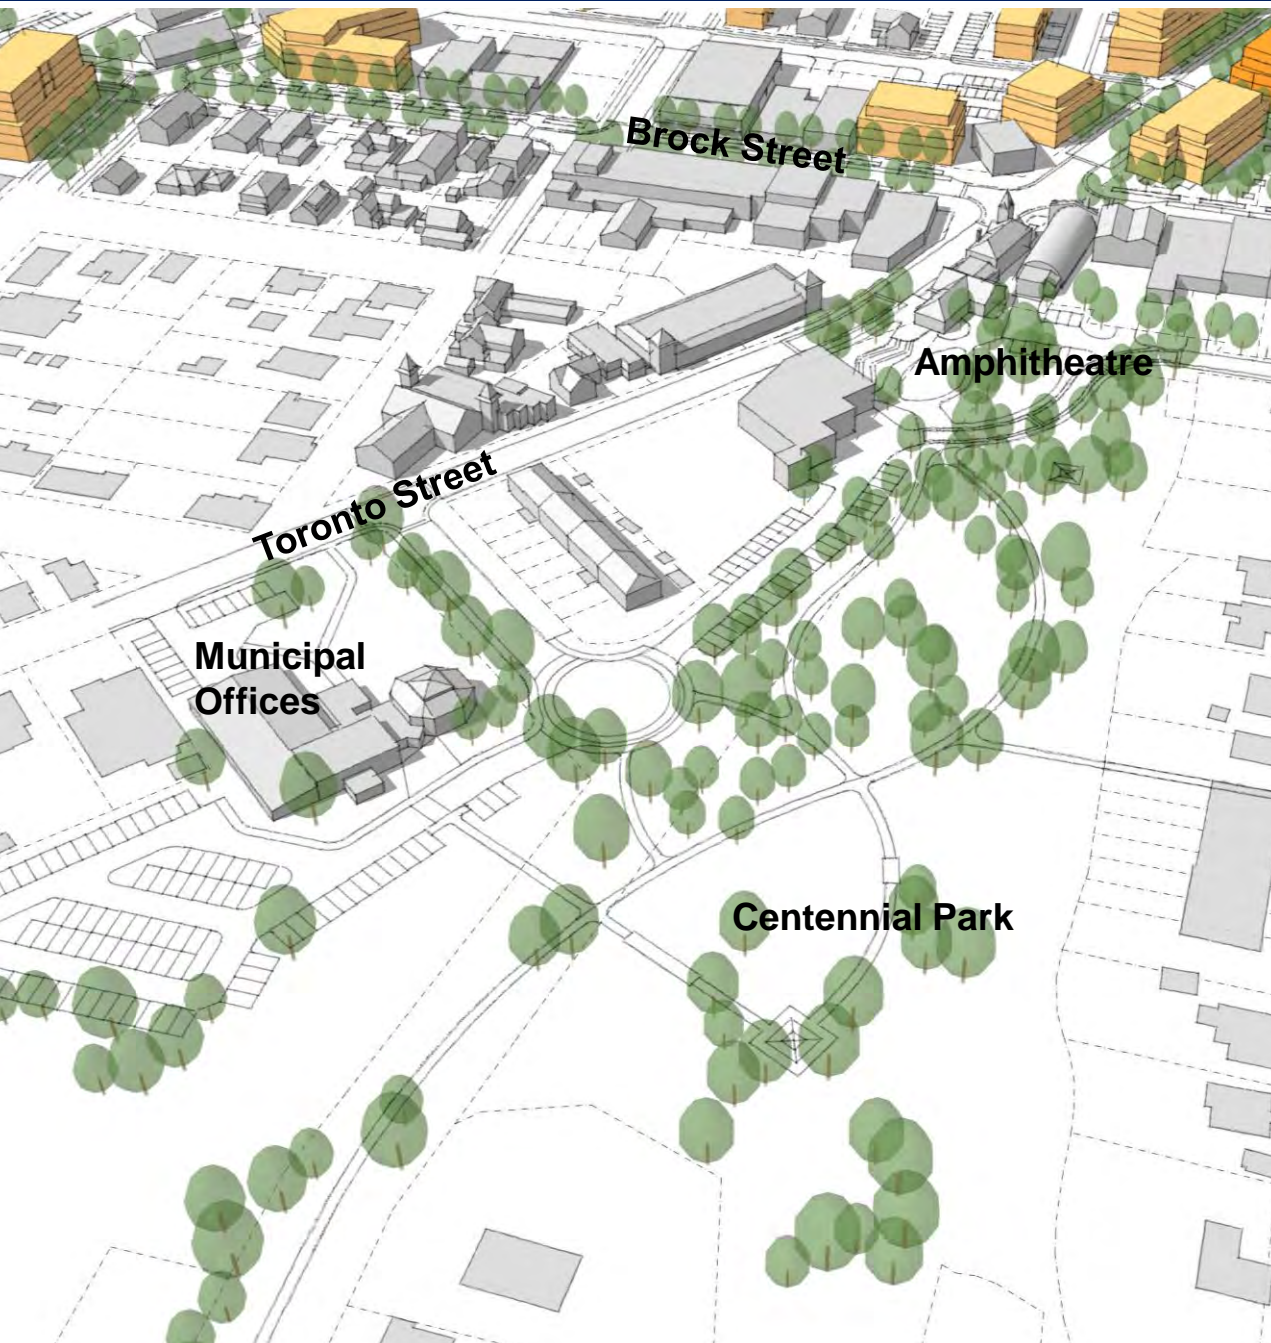 Brock Street
Amphitheatre
Toronto Street
Municipal
Offices
Centennial Park